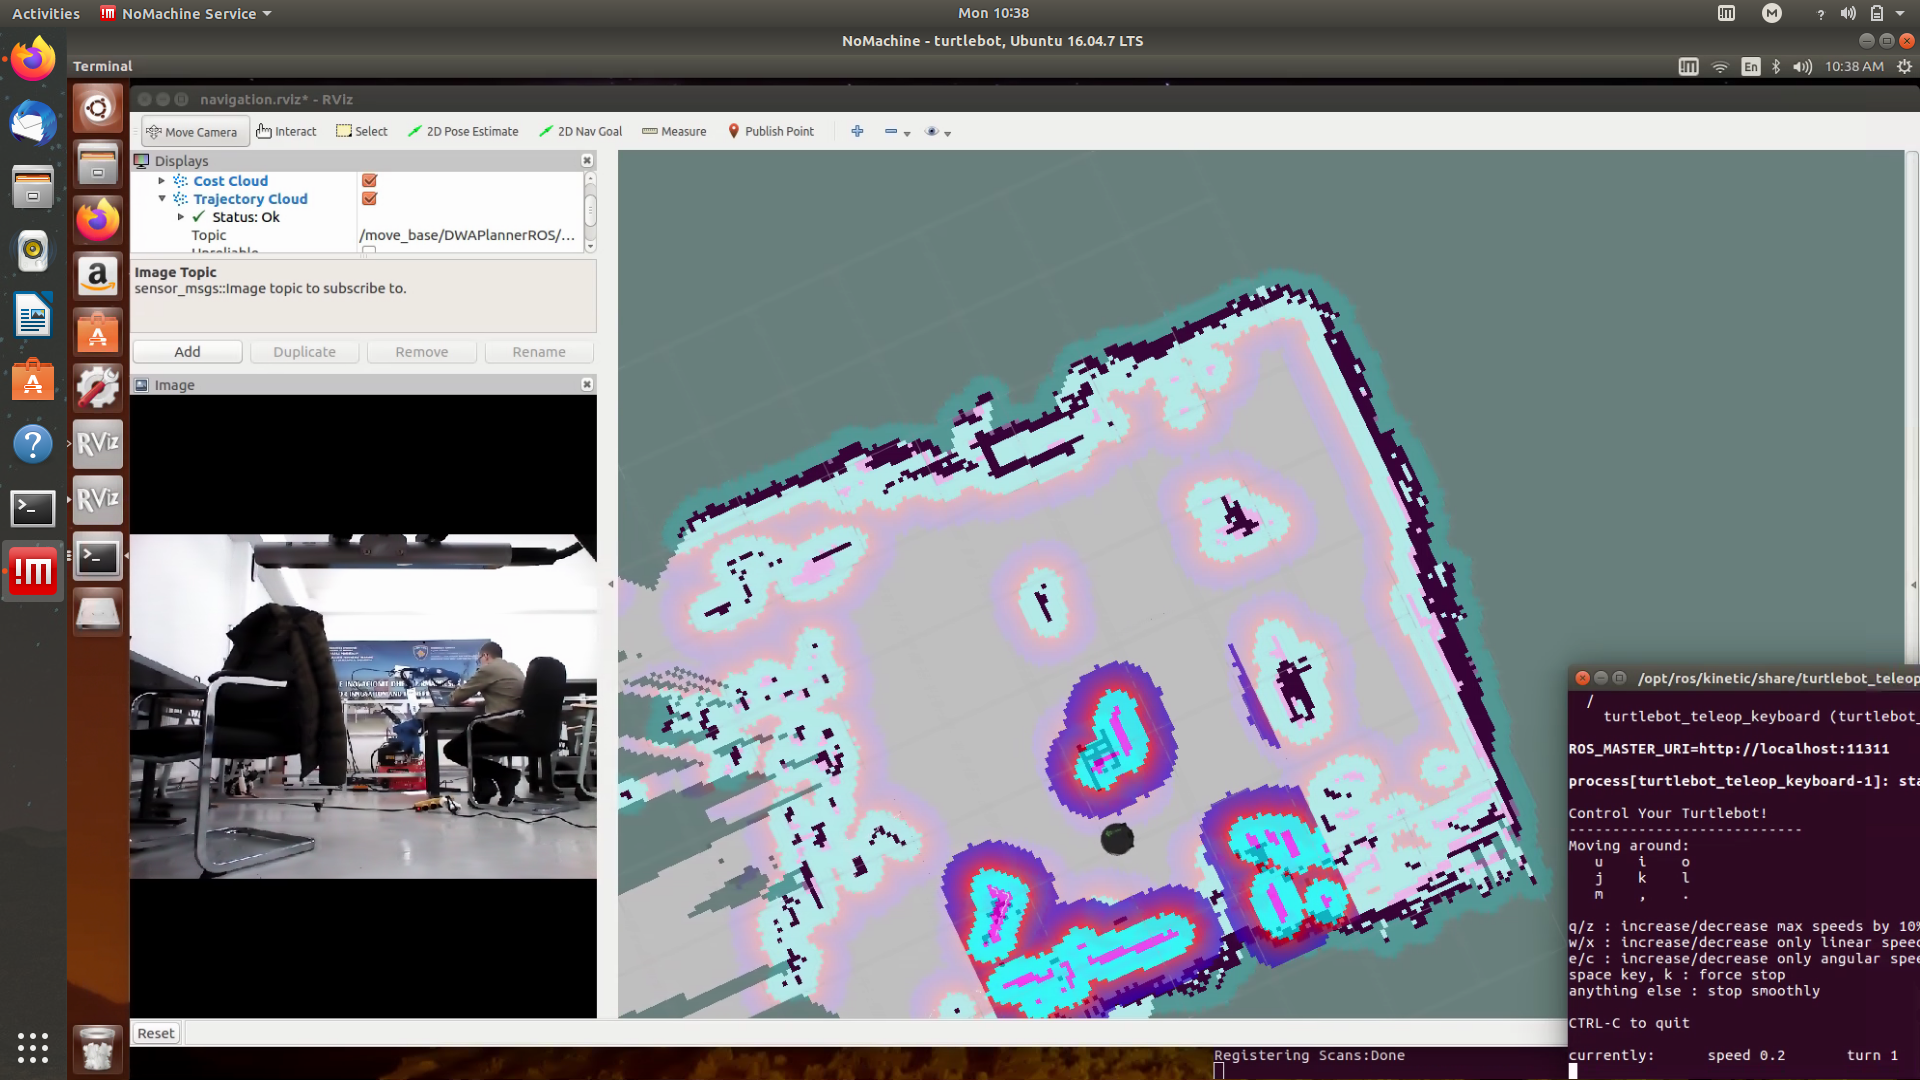 Activities
NoMachine Service
Mon 10:38
?
NoMachine - turtlebot, Ubuntu 16.04.7 LTS
Terminal
En
10:38 AM
navigation.rviz* - RViz
Move Camera
Interact
Select
2D Pose Estimate
2D Nav Goal
Measure
Publish Point
Displays
Cost Cloud
Trajectory Cloud
Status: Ok
Topic
/move_base/DWAPlannerROS/...
Unreliable
Image Topic
sensor_msgs::Image topic to subscribe to.
Add
Duplicate
Remove
Rename
Image
RViz
RViz
Reset
/opt/ros/kinetic/share/turtlebot_teleop
/
turtlebot_teleop_keyboard (turtlebot_
ROS_MASTER_URI=http://localhost:11311
process[turtlebot_teleop_keyboard-1]: sta
Control Your Turtlebot!
---------------------------
Moving around:
u i o
j k l
m , .
q/z : increase/decrease max speeds by 10%
w/x : increase/decrease only linear speed
e/c : increase/decrease only angular spee
space key, k : force stop
anything else : stop smoothly
CTRL-C to quit
currently: speed 0.2 turn 1
Registering Scans:Done